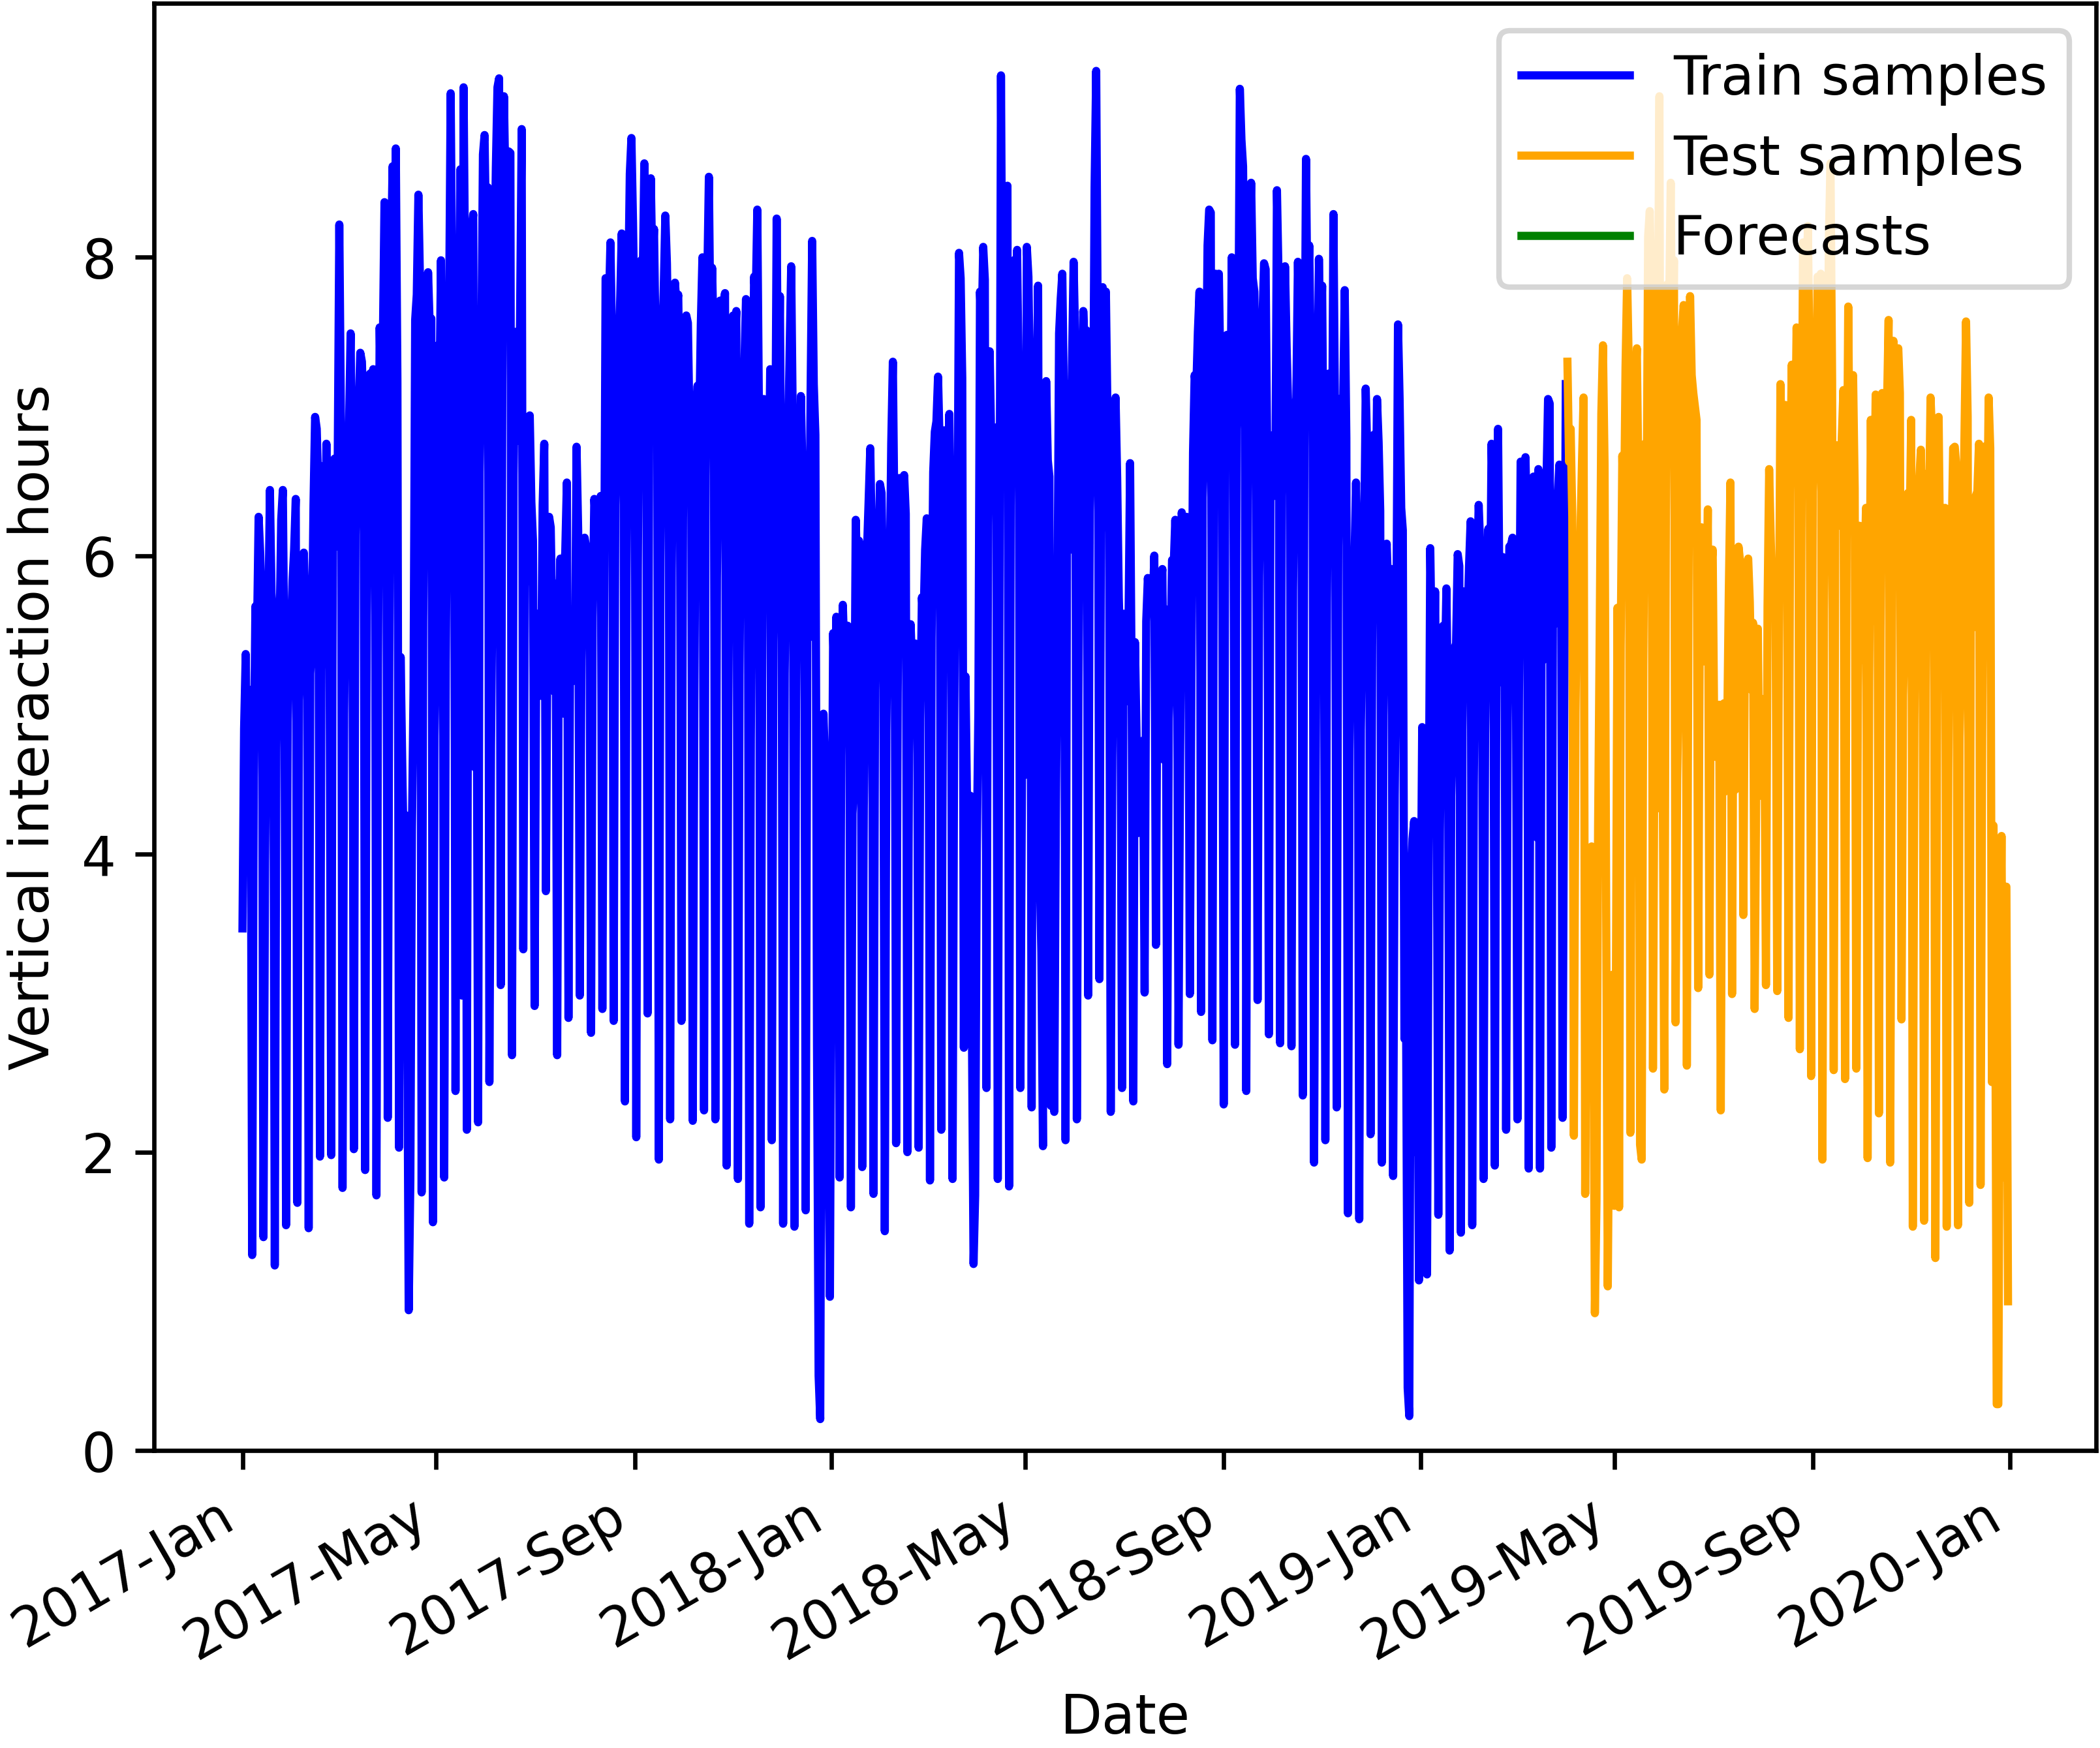 Train samples
Test samples
Forecasts
Vertical interaction hours
8
6
4
2
0
2017-Jan
2017-May
2017-Sep
2018-Jan
2018-May
2018-Sep
2019-Jan
2019-May
2019-Sep
2020-Jan
Date